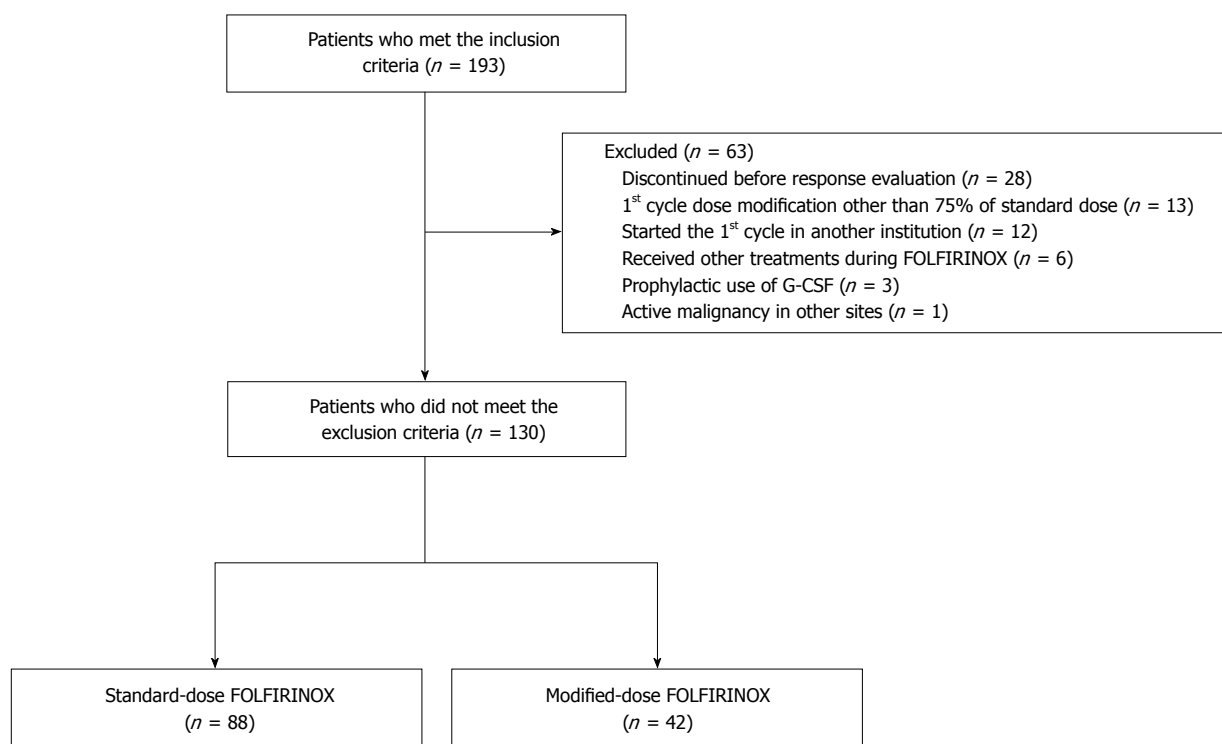 Patients who met the inclusion
criteria (n = 193)
Excluded (n = 63)
Discontinued before response evaluation (n = 28)
1st cycle dose modification other than 75% of standard dose (n = 13)
Started the 1st cycle in another institution (n = 12)
Received other treatments during FOLFIRINOX (n = 6)
Prophylactic use of G-CSF (n = 3)
Active malignancy in other sites (n = 1)
Patients who did not meet the
exclusion criteria (n = 130)
Standard-dose FOLFIRINOX
(n = 88)
Modified-dose FOLFIRINOX
(n = 42)